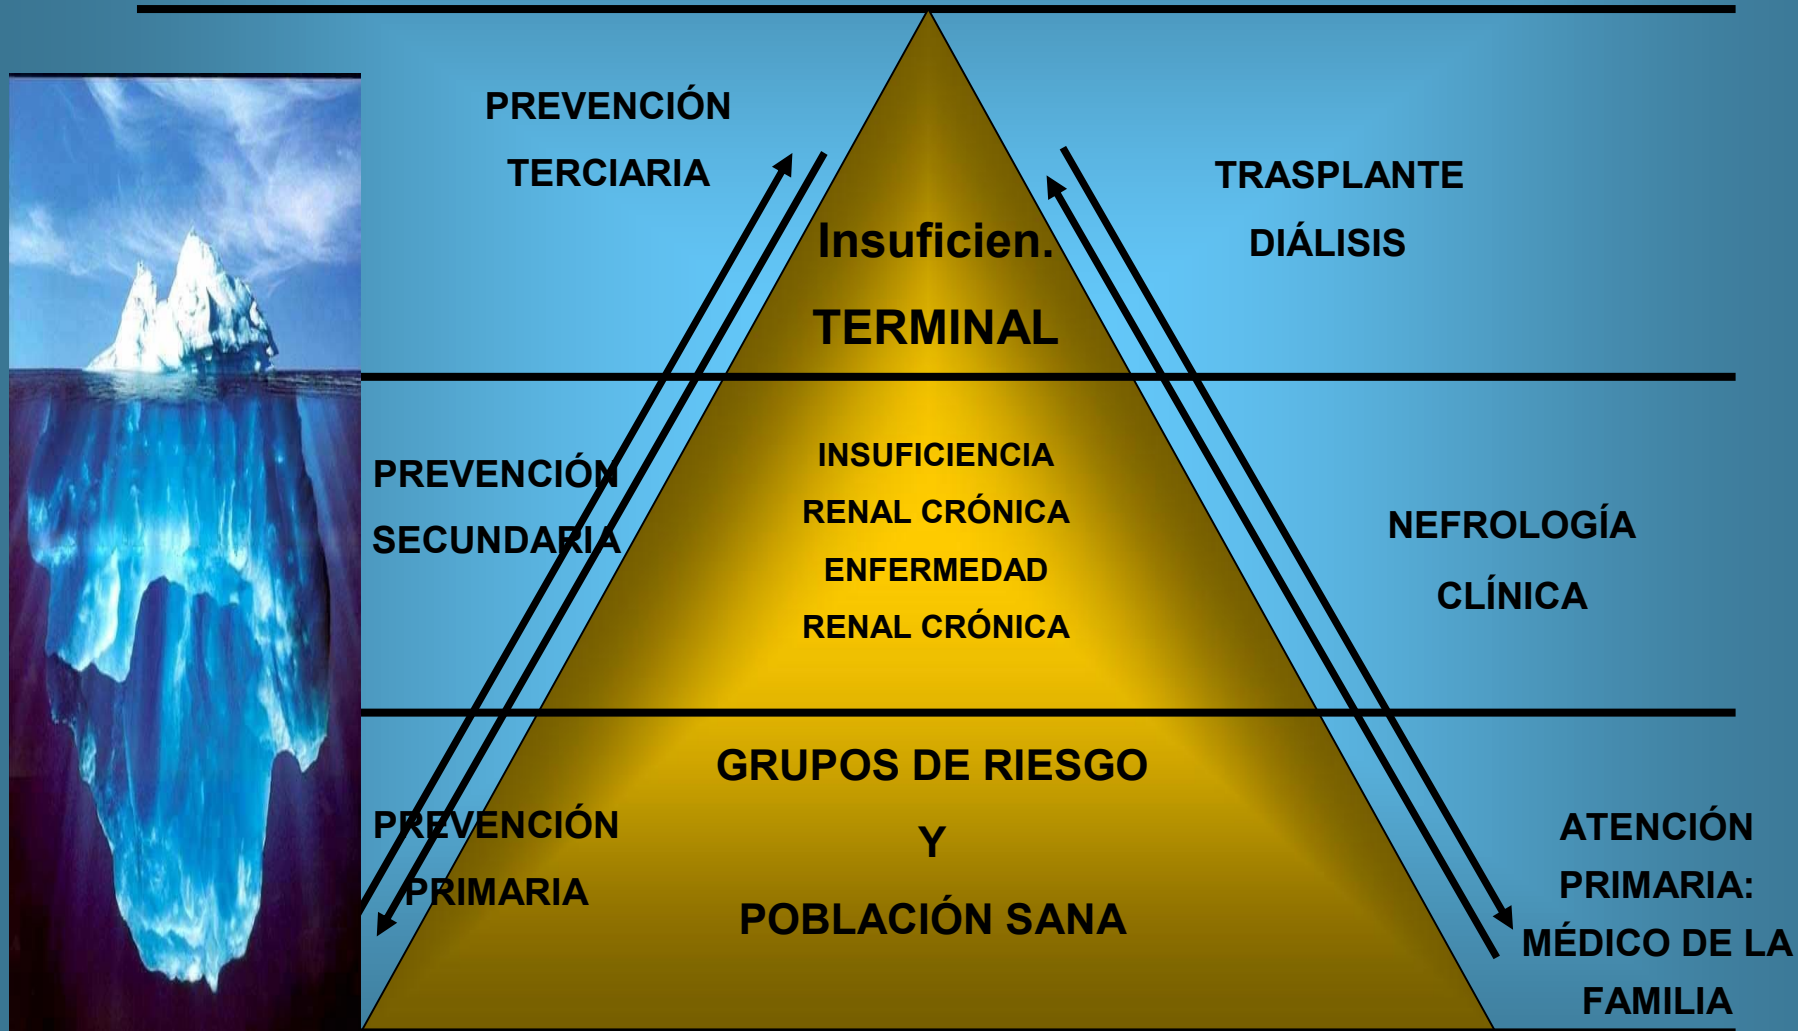 PREVENCIÓN
TERCIARIA
Insuficien.
TERMINAL
TRASPLANTE
DIÁLISIS
PREVENCIÓN
SECUNDARIA
INSUFICIENCIA
RENAL CRÓNICA
ENFERMEDAD
RENAL CRÓNICA
NEFROLOGÍA
CLÍNICA
PREVENCIÓN
PRIMARIA
GRUPOS DE RIESGO
Y
POBLACIÓN SANA
ATENCIÓN
PRIMARIA:
MÉDICO DE LA
FAMILIA